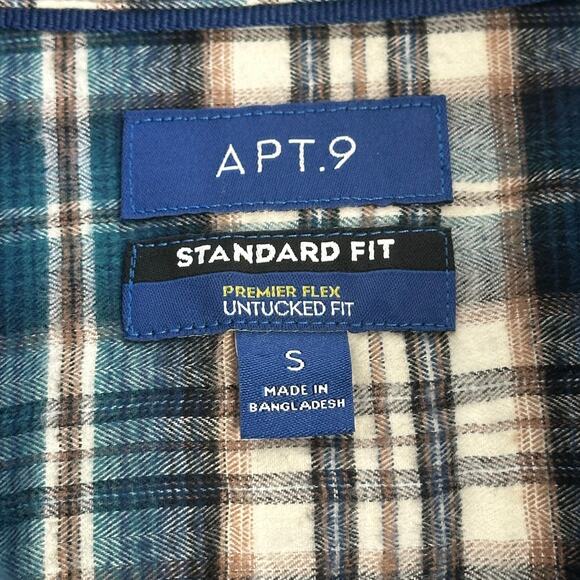 APT.9
STANDARD FIT
PREMIER FLEX
UNTUCKED FIT
S
MADE IN
BANGLADESH